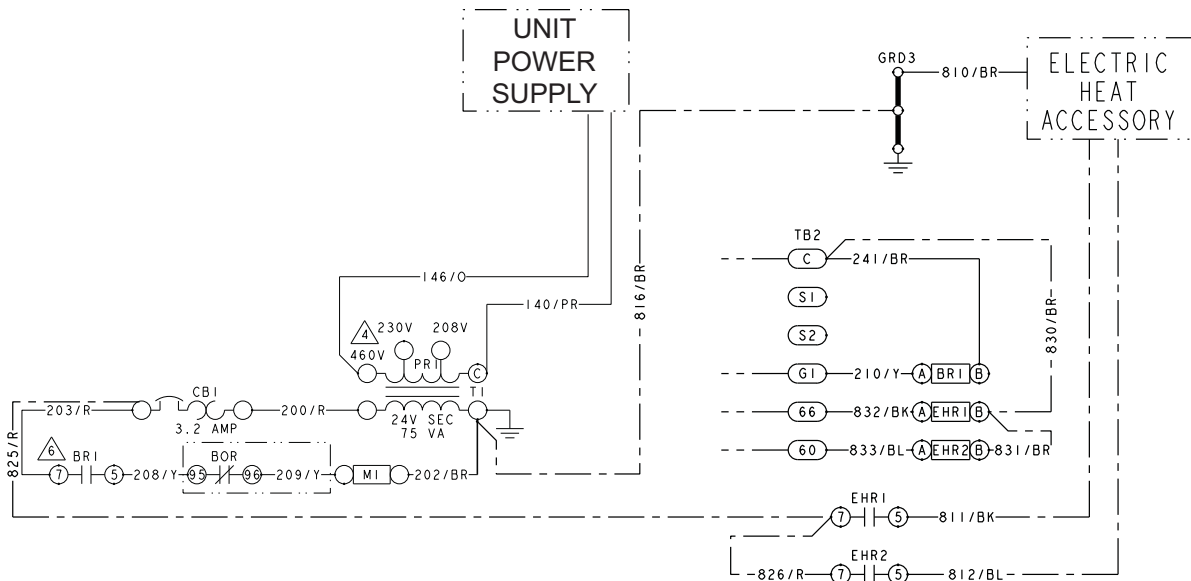 UNIT
POWER
SUPPLY
GRD3
810/BR
ELECTRIC
HEAT
ACCESSORY
TB2
C
241/BR
146/O
816/BR
S1
140/PR
830/BR
4
230V
208V
S2
460V
PR1
C
G1
210/Y
A
BR1
B
CB1
T1
203/R
200/R
24V SEC
75 VA
3.2 AMP
66
832/BK
A
EHR1
B
825/R
6
BR1
BOR
60
833/BL
A
EHR2
B
831/BR
7
5
208/Y
95
96
209/Y
M1
202/BR
EHR1
7
5
811/BK
EHR2
826/R
7
5
812/BL